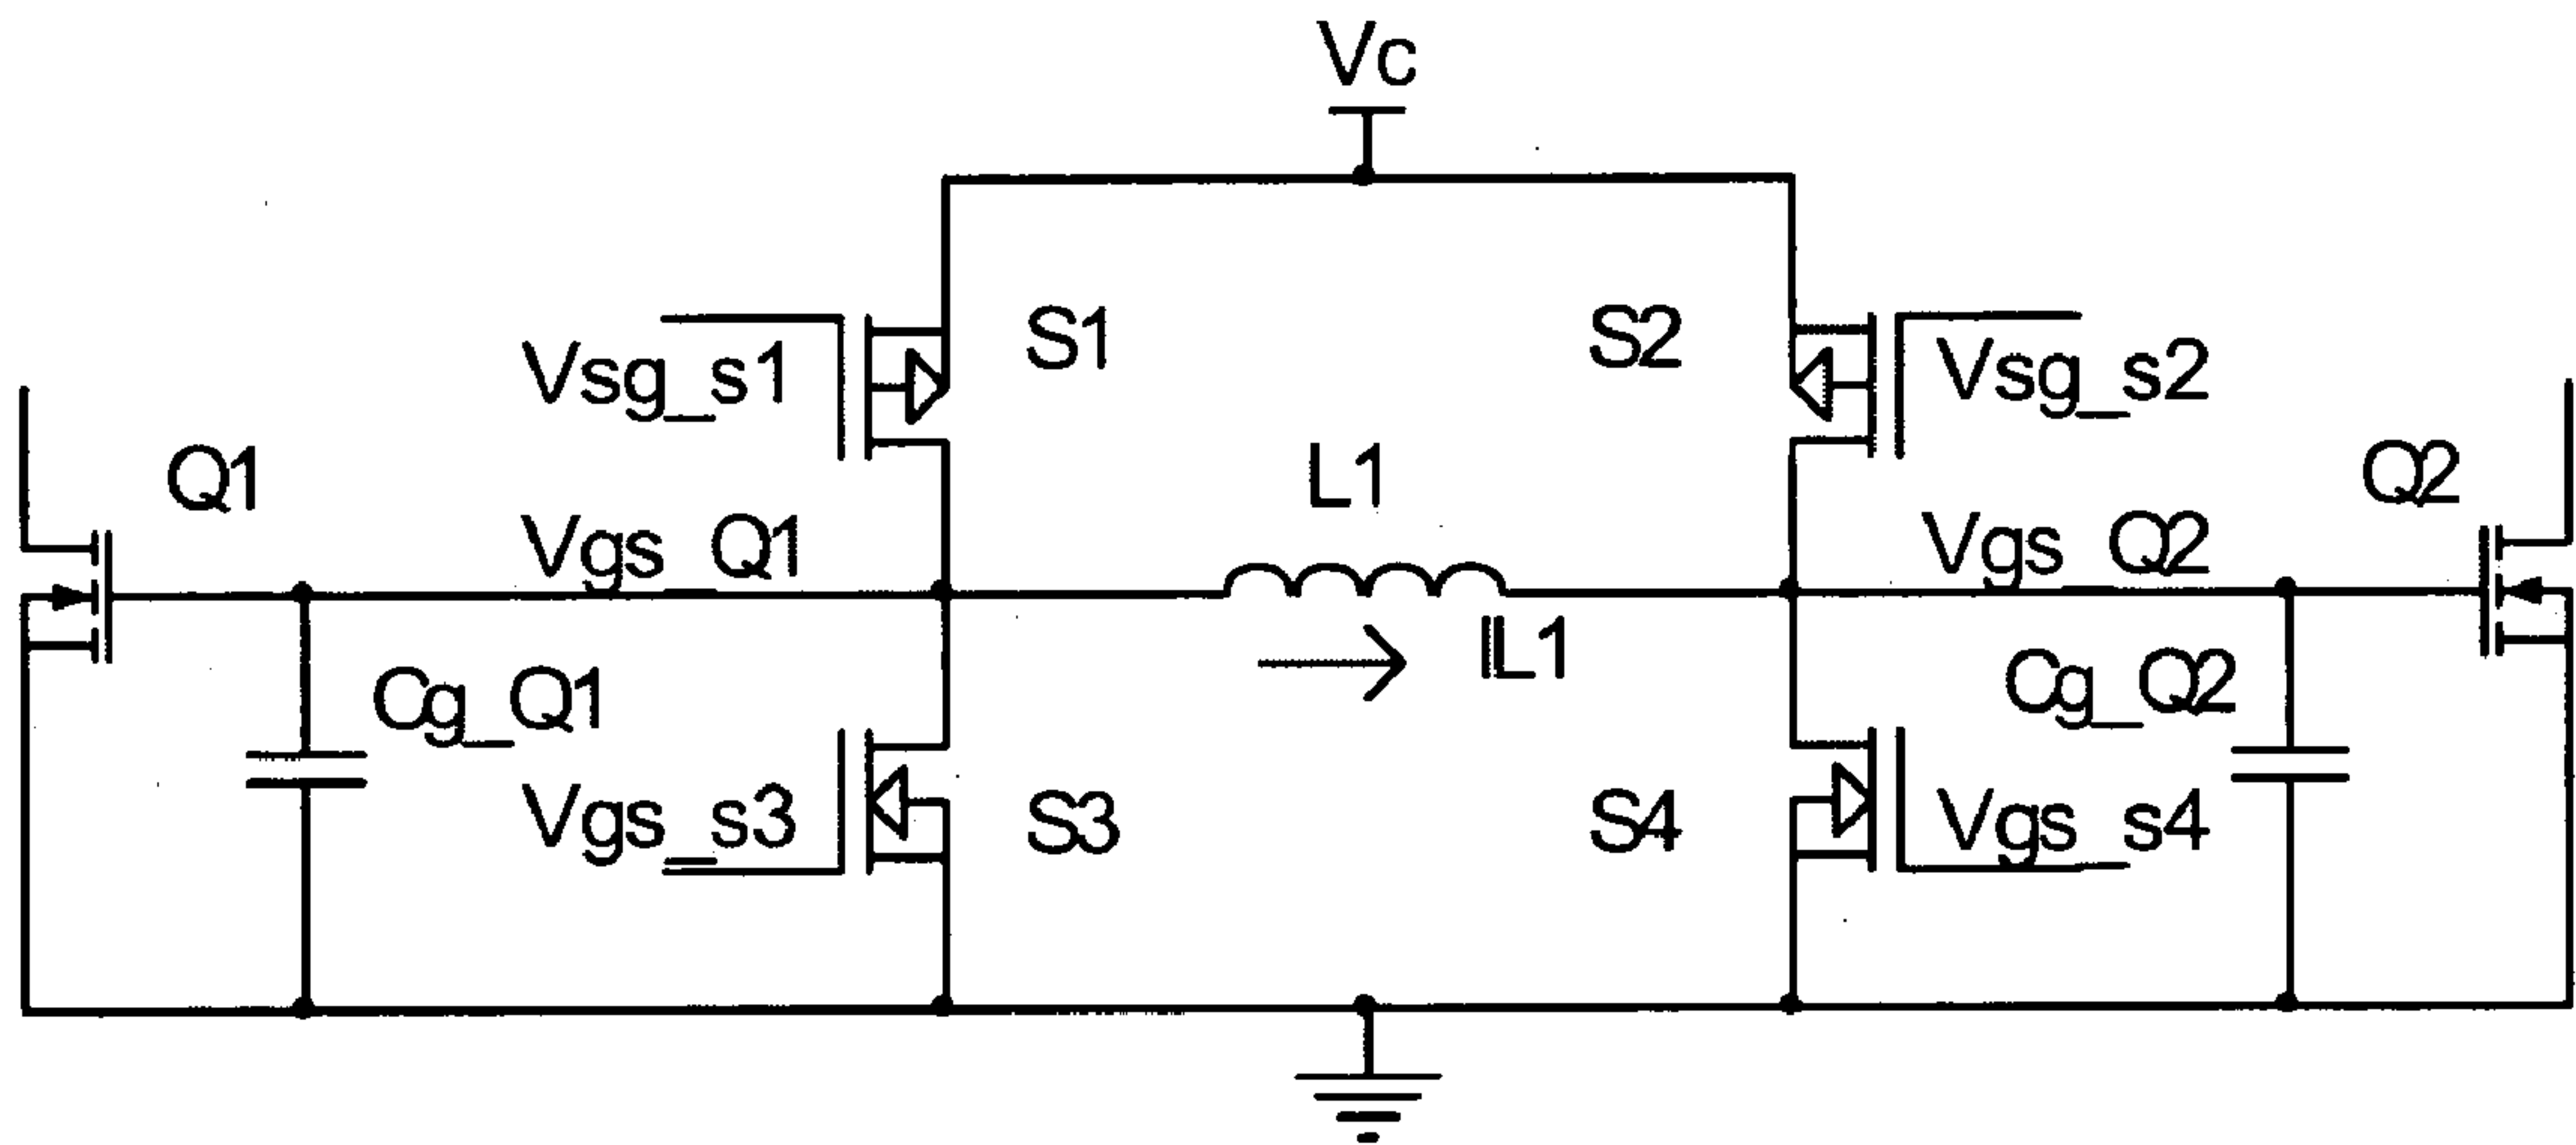 Vc
S1
S2
Vsg_s1
Vsg_s2
L1
Q1
Q2
Vgs_Q1
Vgs_Q2
IL1
Cg_Q1
Cg_Q2
Vgs_s3
S3
S4
Vgs_s4